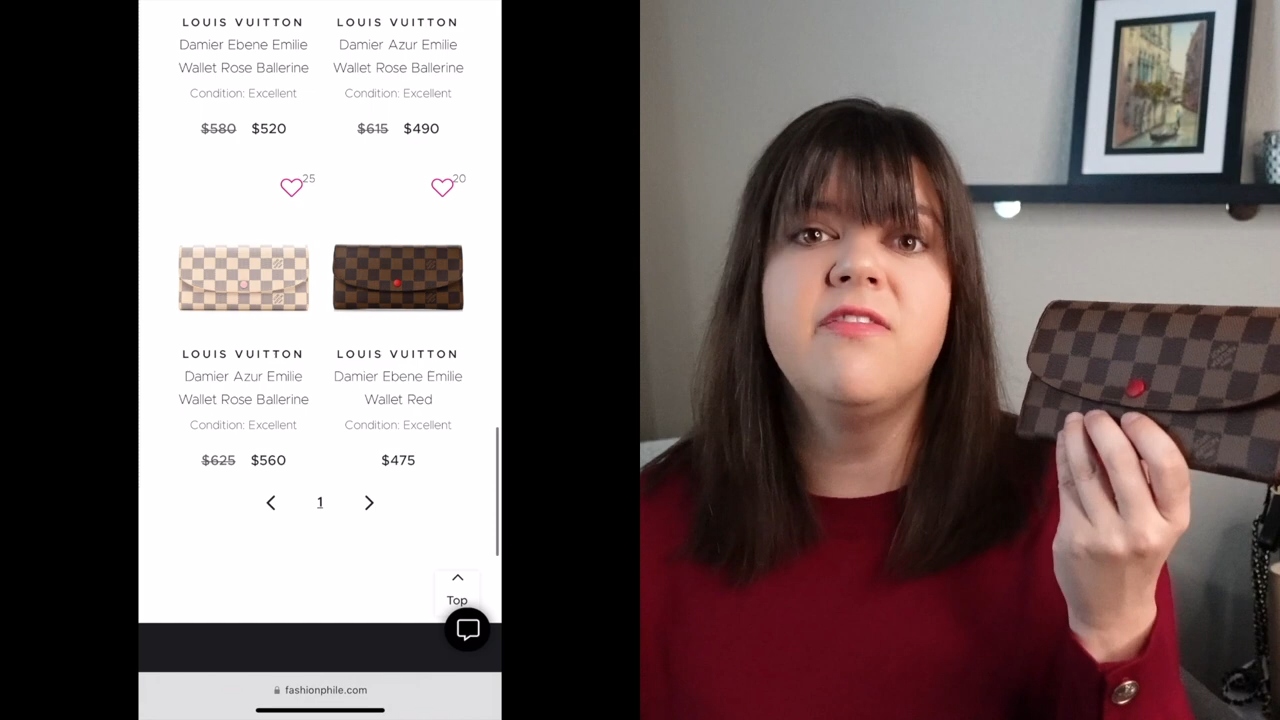 LOUIS VUITTON
Damier Ebene Emilie
Wallet Rose Ballerine
Condition: Excellent
$580 $520
LOUIS VUITTON
Damier Azur Emilie
Wallet Rose Ballerine
Condition: Excellent
$615 $490
25
20
LOUIS VUITTON
Damier Azur Emilie
Wallet Rose Ballerine
Condition: Excellent
$625 $560
LOUIS VUITTON
Damier Ebene Emilie
Wallet Red
Condition: Excellent
$475
1
Top
fashionphile.com